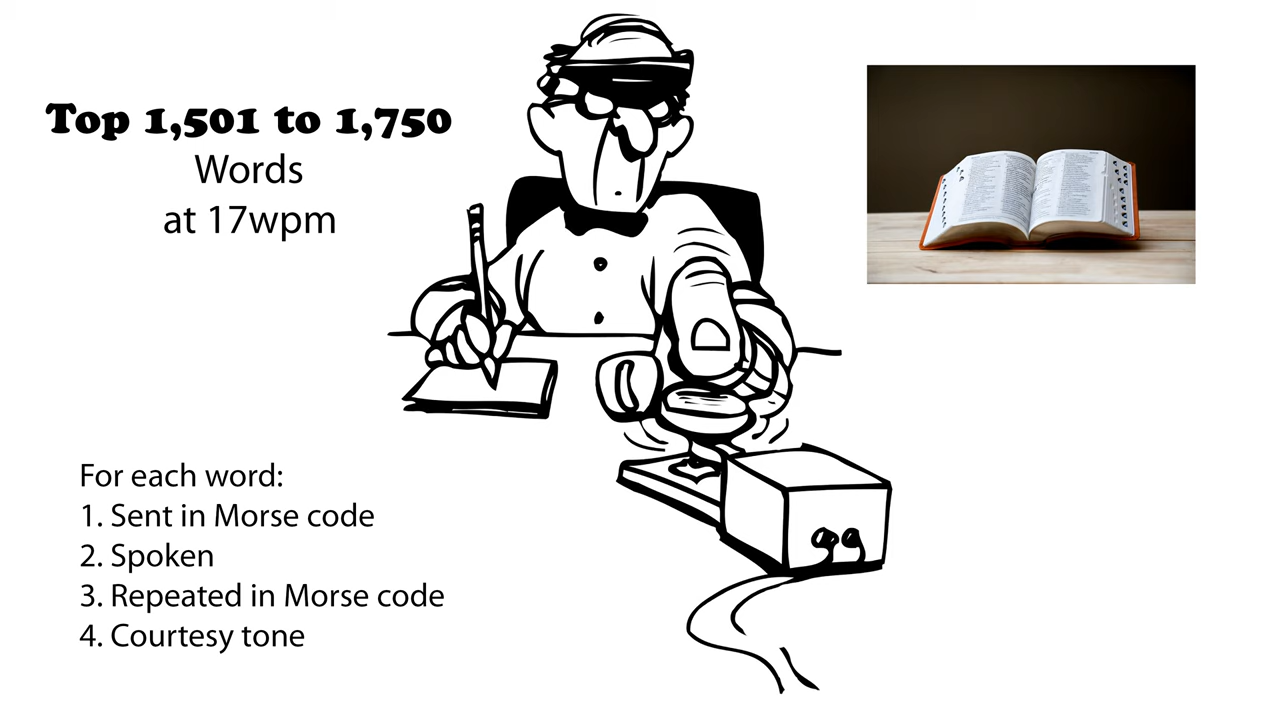 Top 1,501 to 1,750
Words
at 17wpm
For each word:
1. Sent in Morse code
2. Spoken
3. Repeated in Morse code
4. Courtesy tone